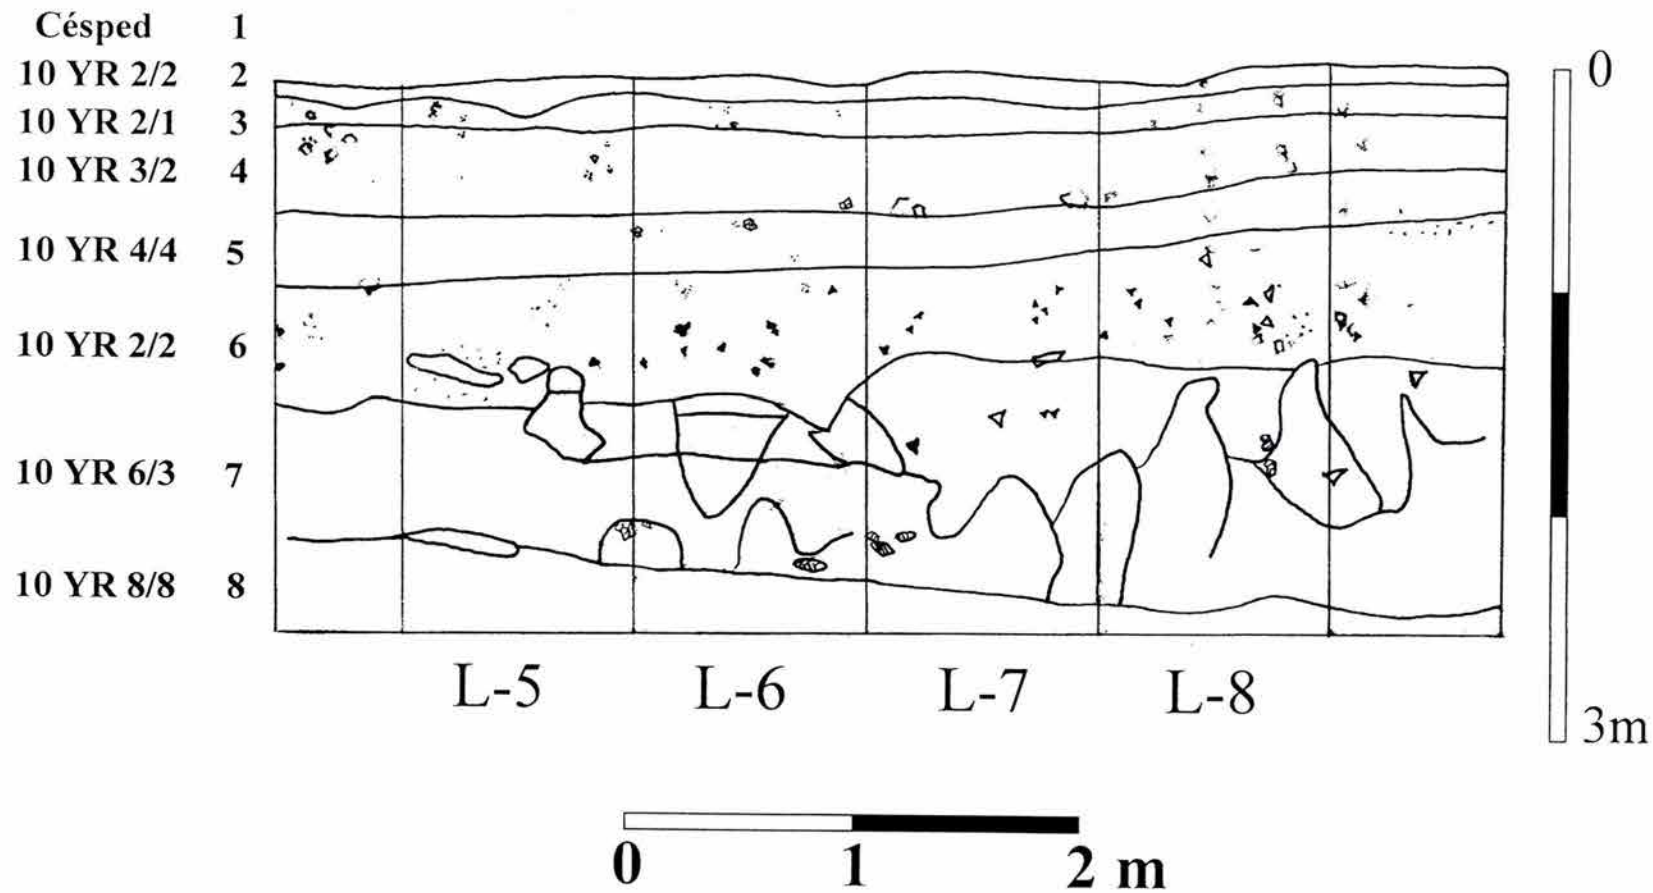 Césped 1
10 YR 2/2 2
10 YR 2/1 3
10 YR 3/2 4
10 YR 4/4 5
10 YR 2/2 6
10 YR 6/3 7
10 YR 8/8 8
0
3m
L-5 L-6 L-7 L-8
0 1 2 m